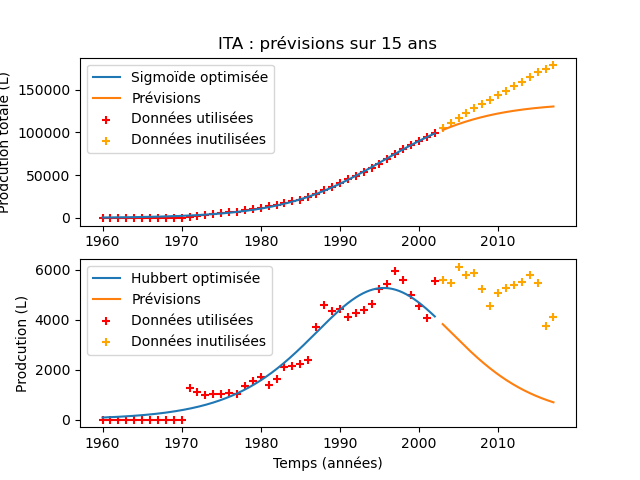 ITA : prévisions sur 15 ans
Prodcution totale (L)
150000
100000
50000
0
Sigmoïde optimisée
Prévisions
Données utilisées
Données inutilisées
1960 1970 1980 1990 2000 2010
Prodcution (L)
6000
4000
2000
0
Hubbert optimisée
Prévisions
Données utilisées
Données inutilisées
1960 1970 1980 1990 2000 2010
Temps (années)